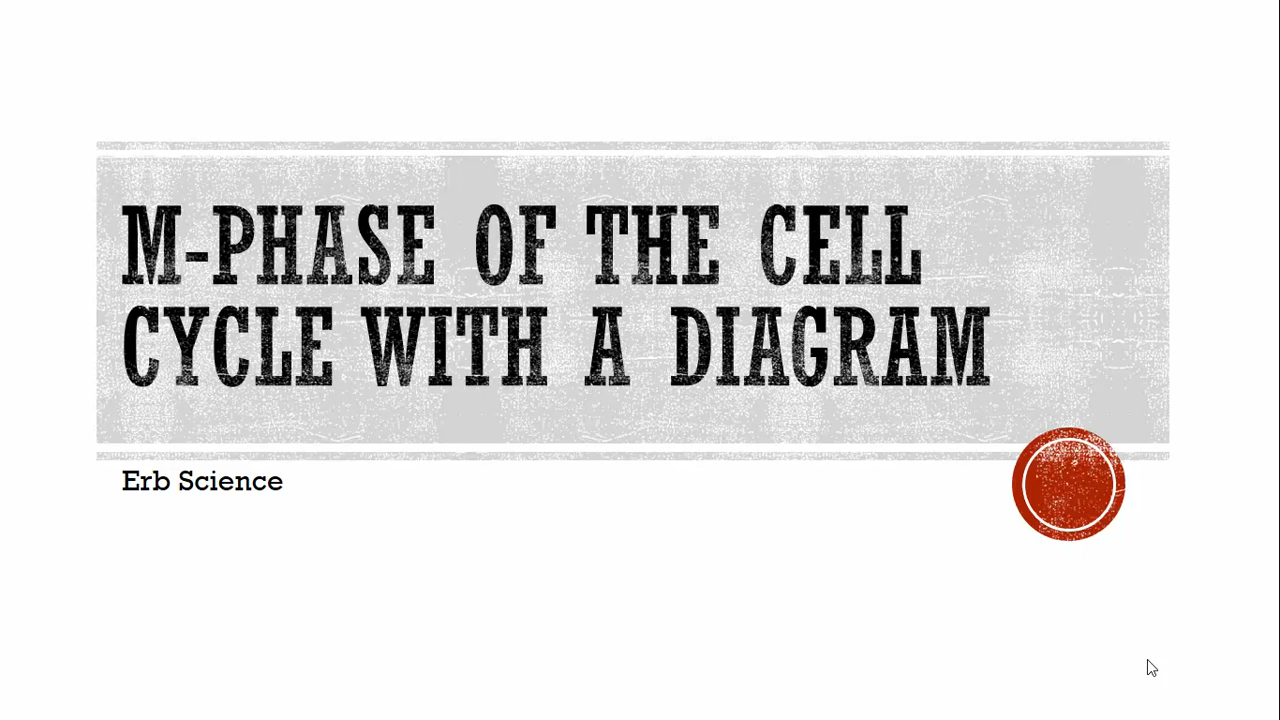 M-PHASE OF THE CELL
CYCLE WITH A DIAGRAM
Erb Science